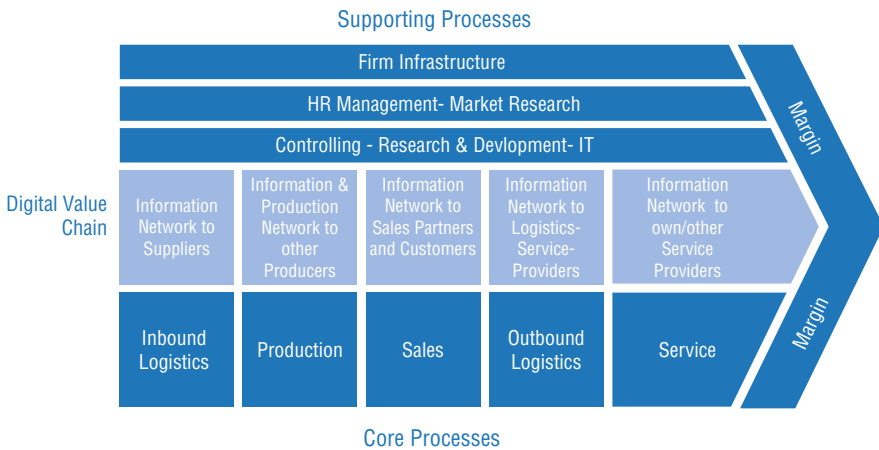 Supporting Processes
Firm Infrastructure
HR Management- Market Research
Controlling - Research & Devlopment- IT
Margin
Digital Value
Chain
Information
Network to
Suppliers
Information &
Production
Network to
other
Producers
Information
Network to
Sales Partners
and Customers
Information
Network to
Logistics-
Service-
Providers
Information
Network to
own/other
Service
Providers
Inbound
Logistics
Production
Sales
Outbound
Logistics
Service
Margin
Core Processes